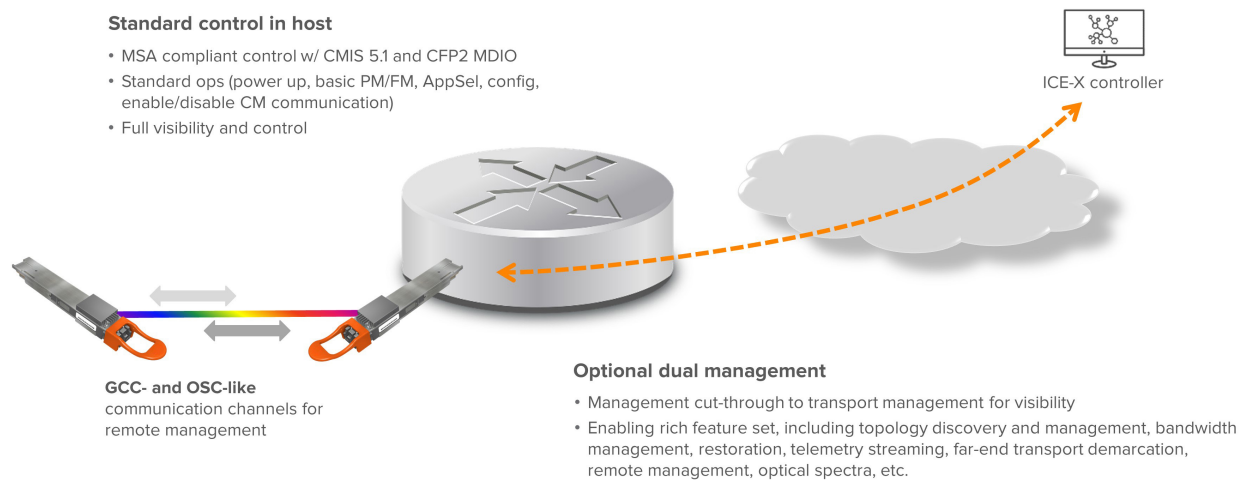 Standard control in host
• MSA compliant control w/ CMIS 5.1 and CFP2 MDIO
• Standard ops (power up, basic PM/FM, AppSel, config,
enable/disable CM communication)
• Full visibility and control
ICE-X controller
GCC- and OSC-like
communication channels for
remote management
Optional dual management
• Management cut-through to transport management for visibility
• Enabling rich feature set, including topology discovery and management, bandwidth
management, restoration, telemetry streaming, far-end transport demarcation,
remote management, optical spectra, etc.